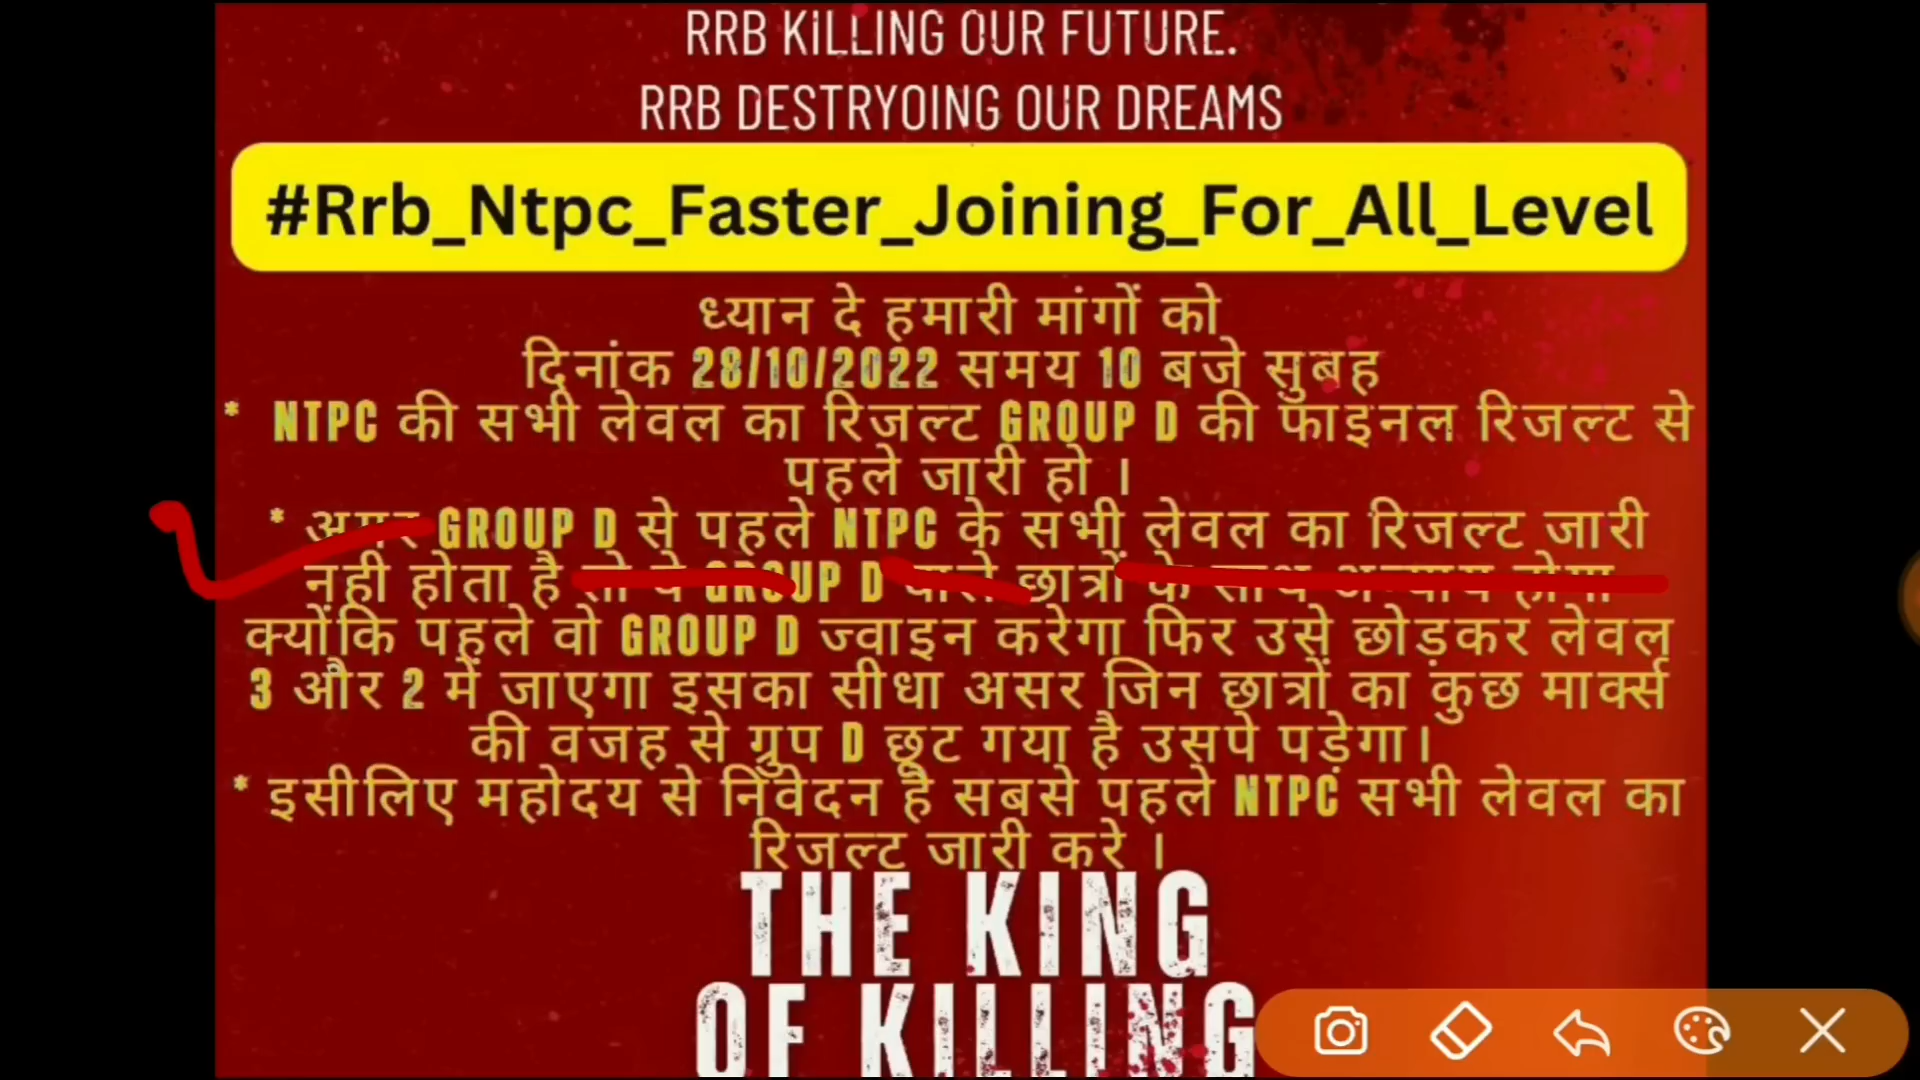 RRB KILLING OUR FUTURE.
RRB DESTRYOING OUR DREAMS
#Rrb_Ntpc_Faster_Joining_For_All_Level
ध्यान दे हमारी मांगों को
दिनांक 28/10/2022 समय 10 बजे सुबह
* NTPC की सभी लेवल का रिजल्ट GROUP D की फाइनल रिजल्ट से
पहले जारी हो ।
* अगर GROUP D से पहले NTPC के सभी लेवल का रिजल्ट जारी
नही होता है तो ये GROUP D वाले छात्रों के साथ अन्याय होगा
क्योंकि पहले वो GROUP D ज्वाइन करेगा फिर उसे छोड़कर लेवल
3 और 2 में जाएगा इसका सीधा असर जिन छात्रों का कुछ मार्क्स
की वजह से ग्रुप D छूट गया है उसपे पड़ेगा।
* इसीलिए महोदय से निवेदन है सबसे पहले NTPC सभी लेवल का
रिजल्ट जारी करे ।
THE KING
OF KILLING